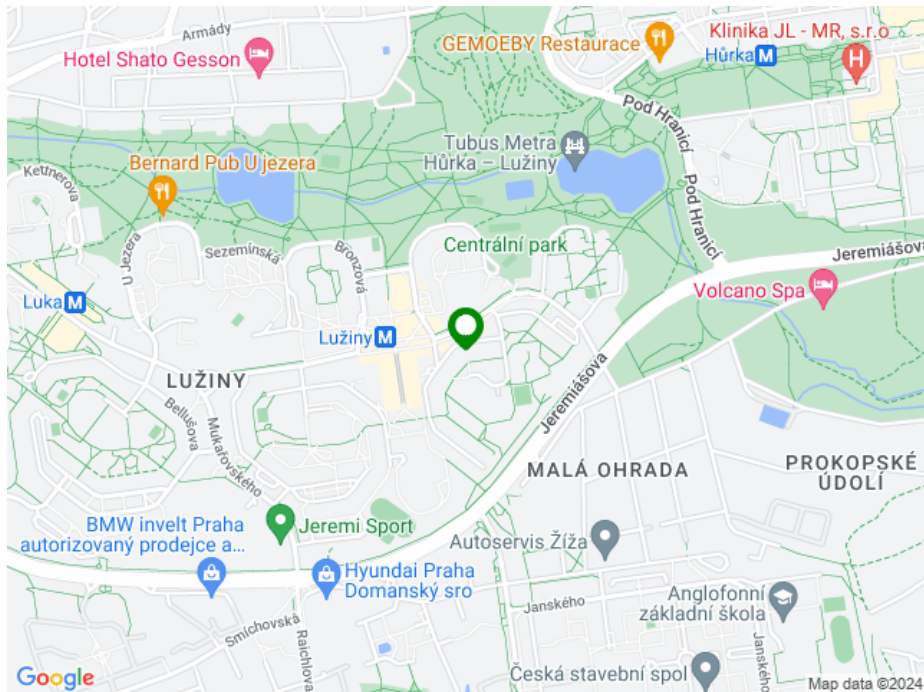 Armády
Hotel Shato Gesson
GEMOEBY Restaurace
Klinika JL - MR, s.r.o
Hůrka M
H
Pod Hranicí
Tubus Metra
Hůrka – Lužiny
Bernard Pub U jezera
Kettnerova
Pod Hranicí
U Jezera
Sezemínská
Bronzová
Centrální park
Jeremiášova
Volcano Spa
Luka M
Lužiny M
LUŽINY
Bellušova
Mukařovského
Jeremiášova
MALÁ OHRADA
PROKOPSKÉ
ÚDOLÍ
BMW invelt Praha
autorizovaný prodejce a...
Jeremi Sport
Autoservis Žíža
Hyundai Praha
Domanský sro
Janského
Anglofonní
základní škola
Smichovská
Raichlova
Janského
Česká stavební spol
Google
Map data ©2024